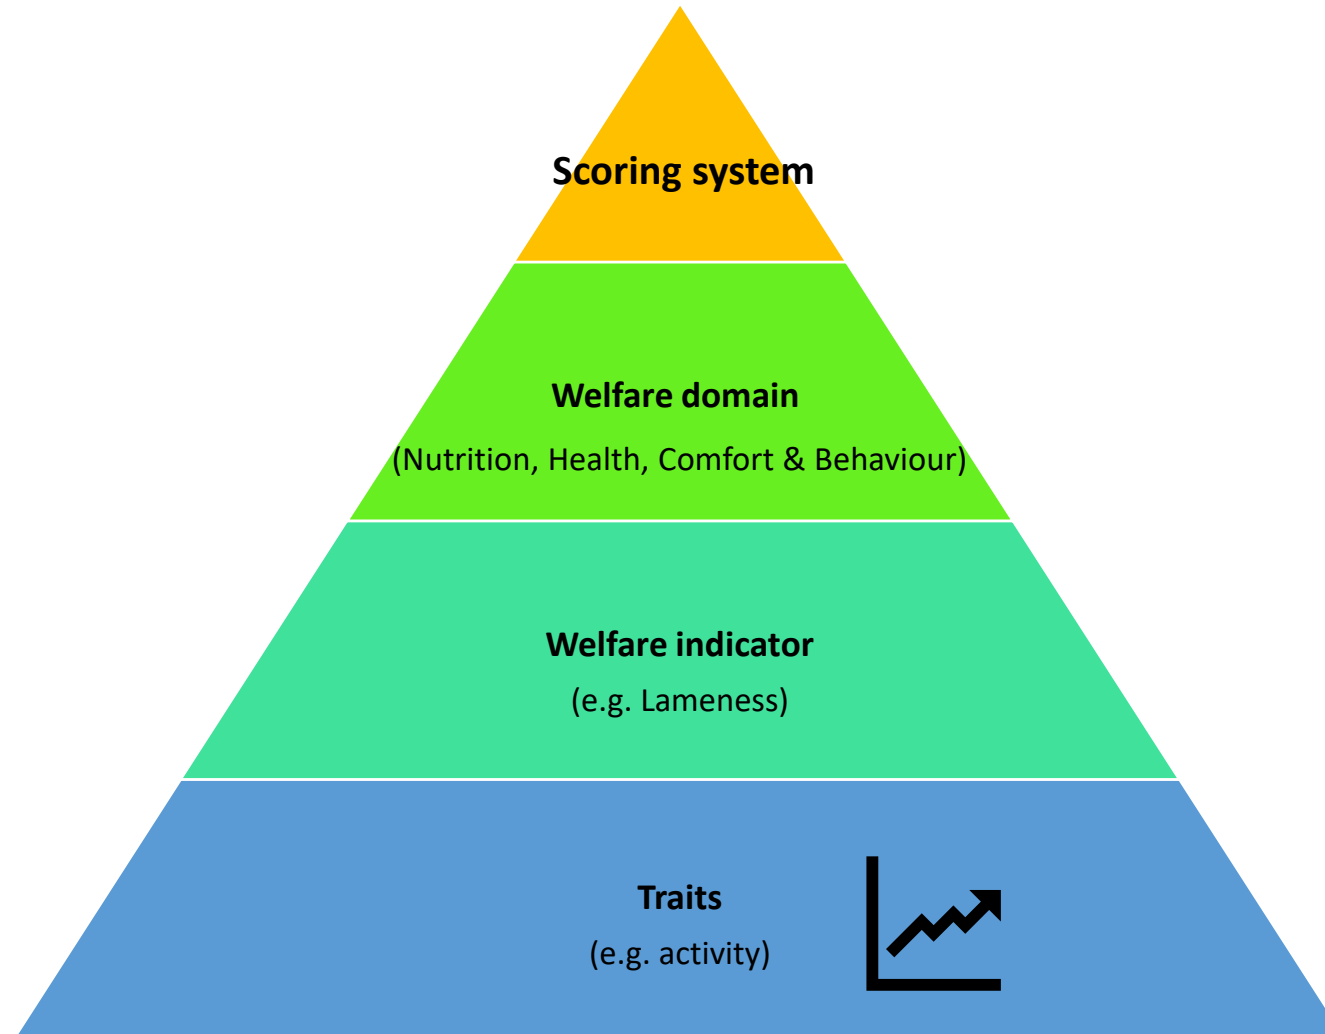 Scoring system
Welfare domain
(Nutrition, Health, Comfort & Behaviour)
Welfare indicator
(e.g. Lameness)
Traits
(e.g. activity)